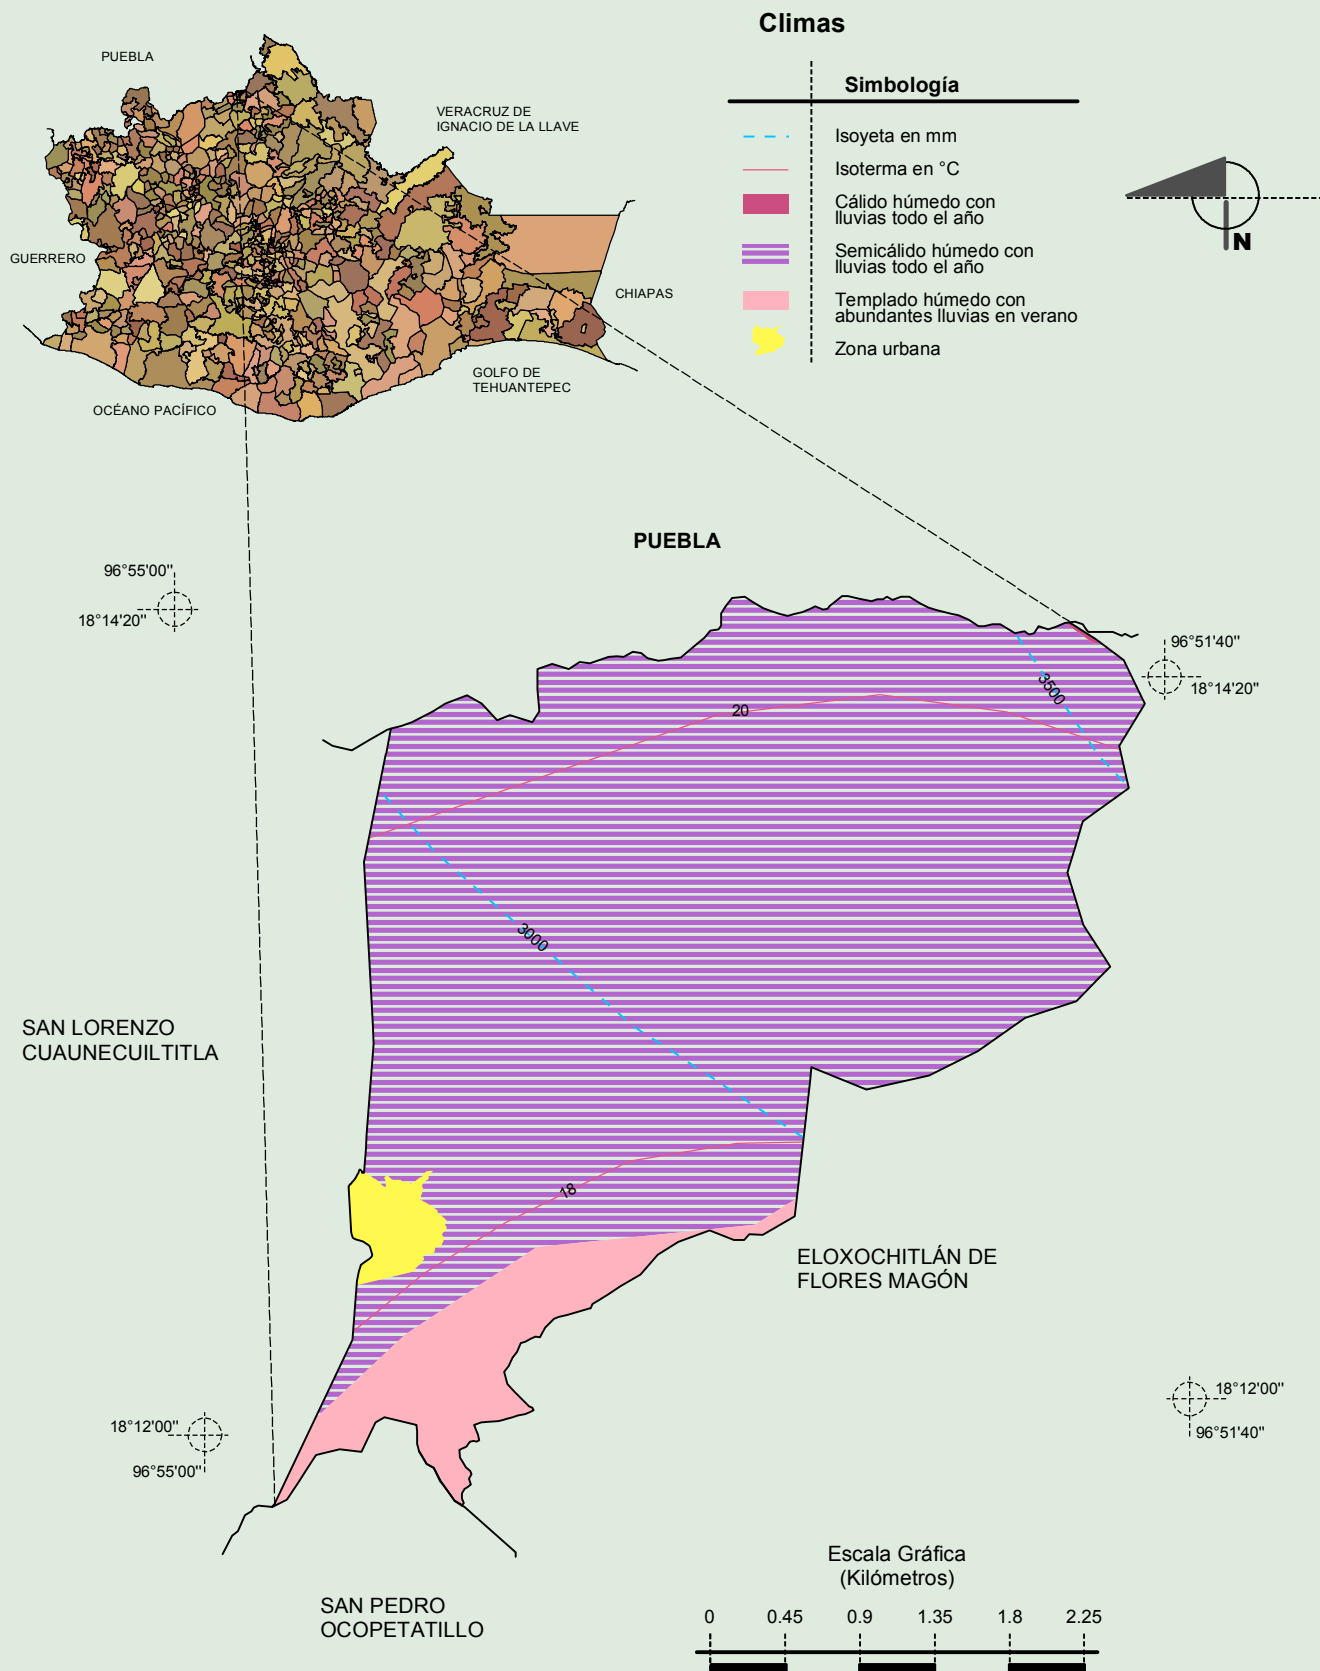 Climas
Simbología
Isoyeta en mm
Isoterma en °C
Cálido húmedo con
lluvias todo el año
Semicálido húmedo con
lluvias todo el año
Templado húmedo con
abundantes lluvias en verano
Zona urbana
N
PUEBLA
VERACRUZ DE
IGNACIO DE LA LLAVE
GUERRERO
CHIAPAS
GOLFO DE
TEHUANTEPEC
OCÉANO PACÍFICO
PUEBLA
96°55'00"
18°14'20"
96°51'40"
18°14'20"
3500
20
3000
SAN LORENZO
CUAUNECUILTITLA
18
ELOXOCHITLÁN DE
FLORES MAGÓN
18°12'00"
96°55'00"
18°12'00"
96°51'40"
SAN PEDRO
OCOPETATILLO
Escala Gráfica
(Kilómetros)
0 0.45 0.9 1.35 1.8 2.25